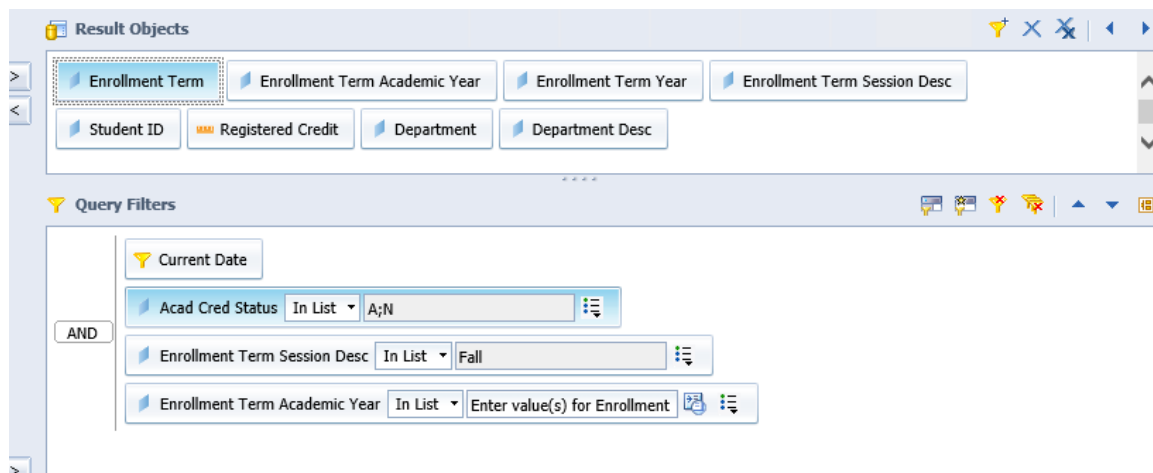 Result Objects
>
<
Enrollment Term Enrollment Term Academic Year Enrollment Term Year Enrollment Term Session Desc
Student ID Registered Credit Department Department Desc
Query Filters
Current Date
Acad Cred Status In List A;N
AND
Enrollment Term Session Desc In List Fall
Enrollment Term Academic Year In List Enter value(s) for Enrollment
>